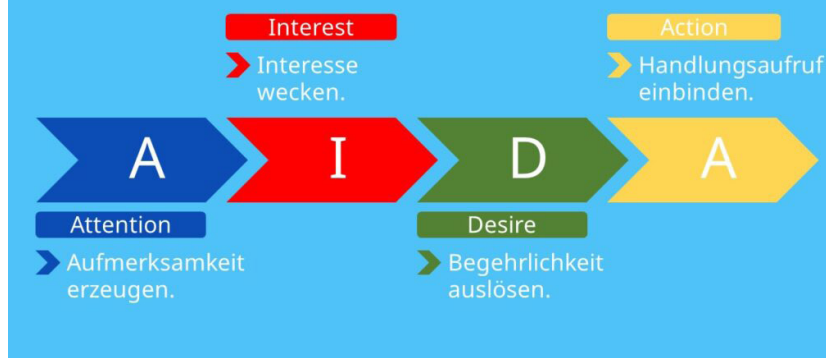 Interest
Interesse
wecken.
Action
Handlungsaufruf
einbinden.
A
I
D
A
Attention
Aufmerksamkeit
erzeugen.
Desire
Begehrlichkeit
auslösen.